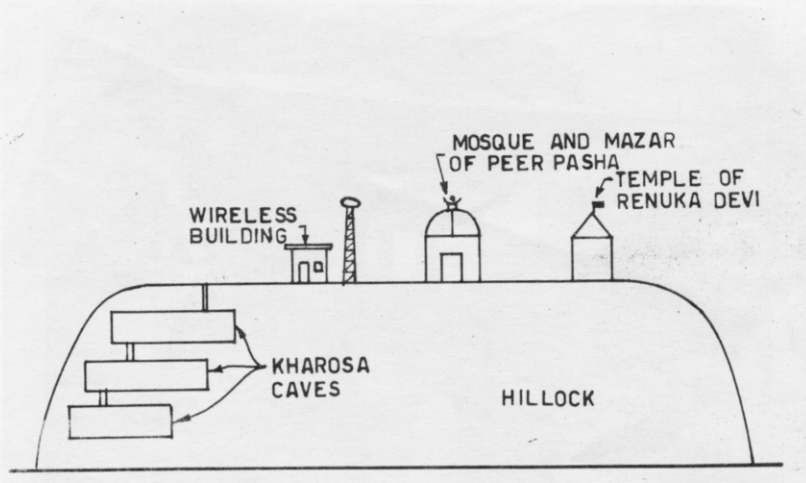 MOSQUE AND MAZAR
OF PEER PASHA
TEMPLE OF
RENUKA DEVI
WIRELESS
BUILDING
KHAROSA
CAVES
HILLOCK